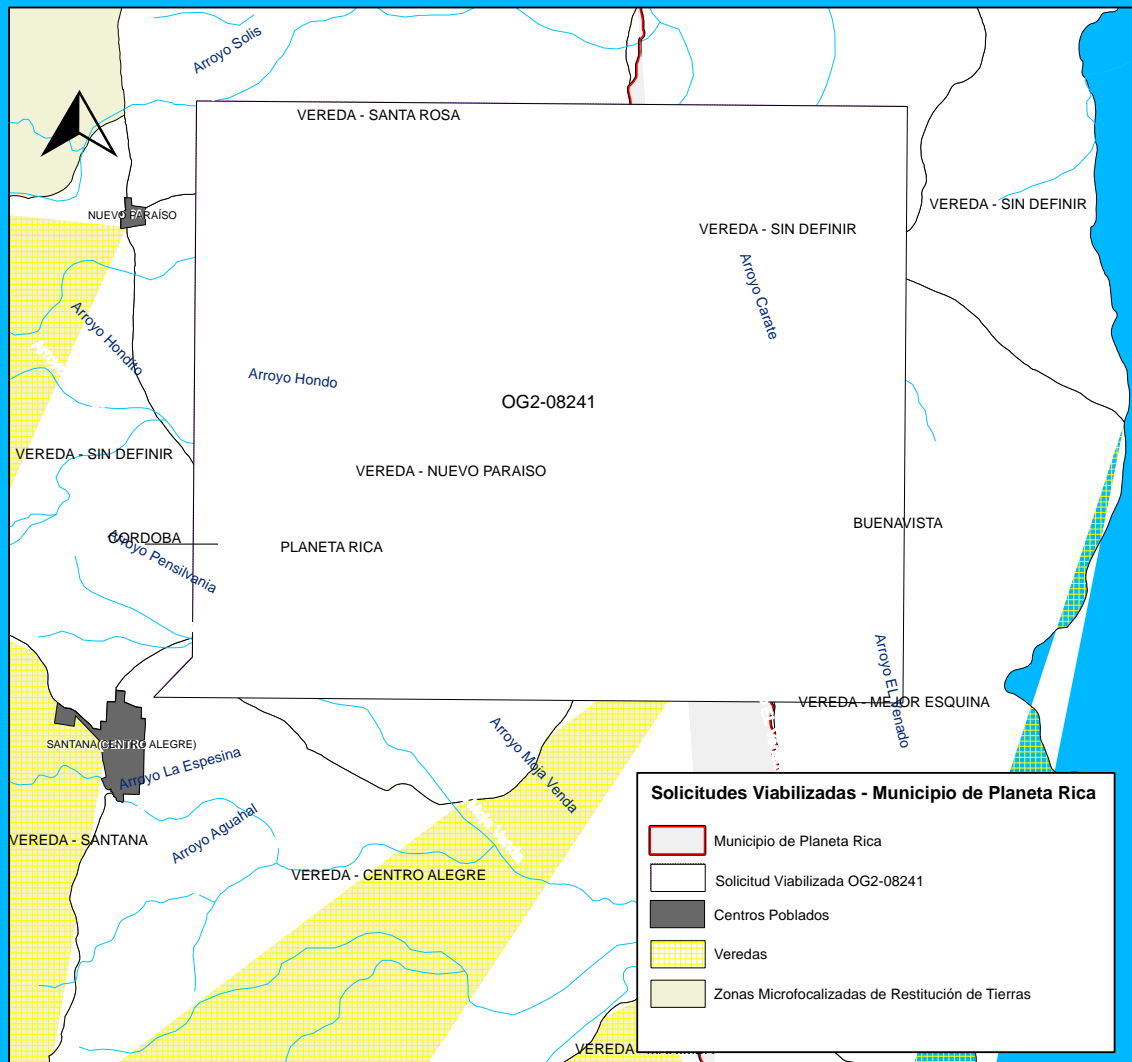 Arroyo Solis
VEREDA - SANTA ROSA
NUEVO PARAÍSO
VEREDA - SIN DEFINIR
VEREDA - SIN DEFINIR
Arroyo Carate
Arroyo Hondito
Arroyo Hondo
OG2-08241
VEREDA - SIN DEFINIR
VEREDA - NUEVO PARAISO
BUENAVISTA
CORDOBA
PLANETA RICA
Arroyo Pensilvania
Arroyo EL Venado
VEREDA - MEJOR ESQUINA
SANTANA(CENTRO ALEGRE)
Arroyo La Espesina
Arroyo Moja Venda
Arroyo Aguahal
VEREDA - SANTANA
VEREDA - CENTRO ALEGRE
VEREDA -
Solicitudes Viabilizadas - Municipio de Planeta Rica
Municipio de Planeta Rica
Solicitud Viabilizada OG2-08241
Centros Poblados
Veredas
Zonas Microfocalizadas de Restitución de Tierras